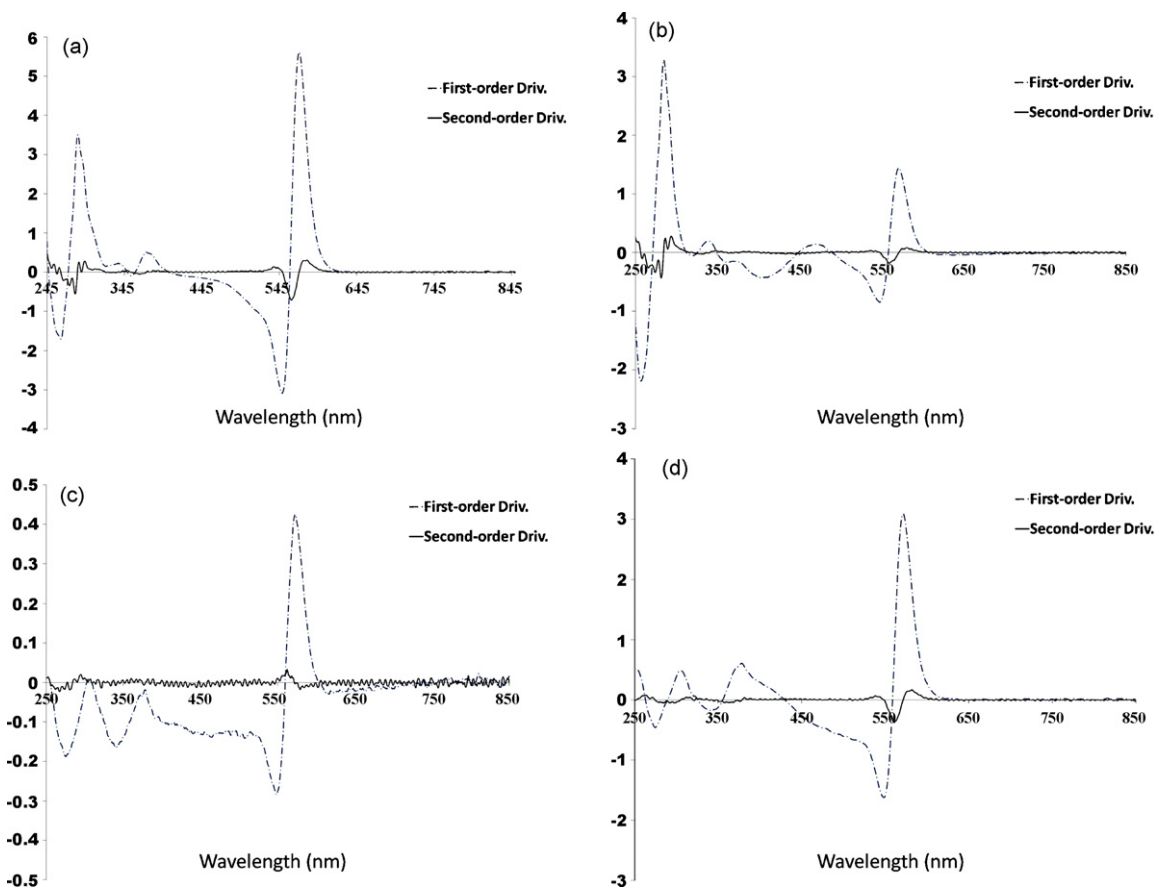 (a)
6
5
4
3
2
1
0
-1
-2
-3
-4
245 345 445 545 645 745 845
First-order Driv.
Second-order Driv.
Wavelength (nm)
(b)
4
3
2
1
0
-1
-2
-3
250 350 450 550 650 750 850
First-order Driv.
Second-order Driv.
Wavelength (nm)
(c)
0.5
0.4
0.3
0.2
0.1
0
-0.1
-0.2
-0.3
-0.4
-0.5
250 350 450 550 650 750 850
First-order Driv.
Second-order Driv.
Wavelength (nm)
(d)
4
3
2
1
0
-1
-2
-3
250 350 450 550 650 750 850
First-order Driv.
Second-order Driv.
Wavelength (nm)